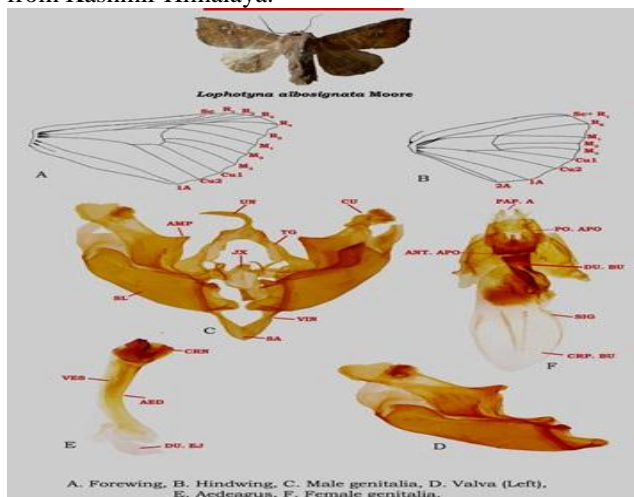 from Kashmir Himalaya.
Lophotyna albosignata Moore
Sc R₁ R₂ R₃
R₄
R₅
M₁
M₂
M₃
Cu1
Cu2
1A
A
Sc+ R₁
Rs
M₁
M₂
M₃
Cu1
Cu2
1A
2A
B
UN
CU
AMP
TG
JX
SL
VIN
SA
C
PAP. A
PO. APO
ANT. APO
DU. BU
SIG
CRP. BU
F
CRN
VES
AED
DU. EJ
E
D
A. Forewing, B. Hindwing, C. Male genitalia, D. Valva (Left),
E. Aedeagus, F. Female genitalia.